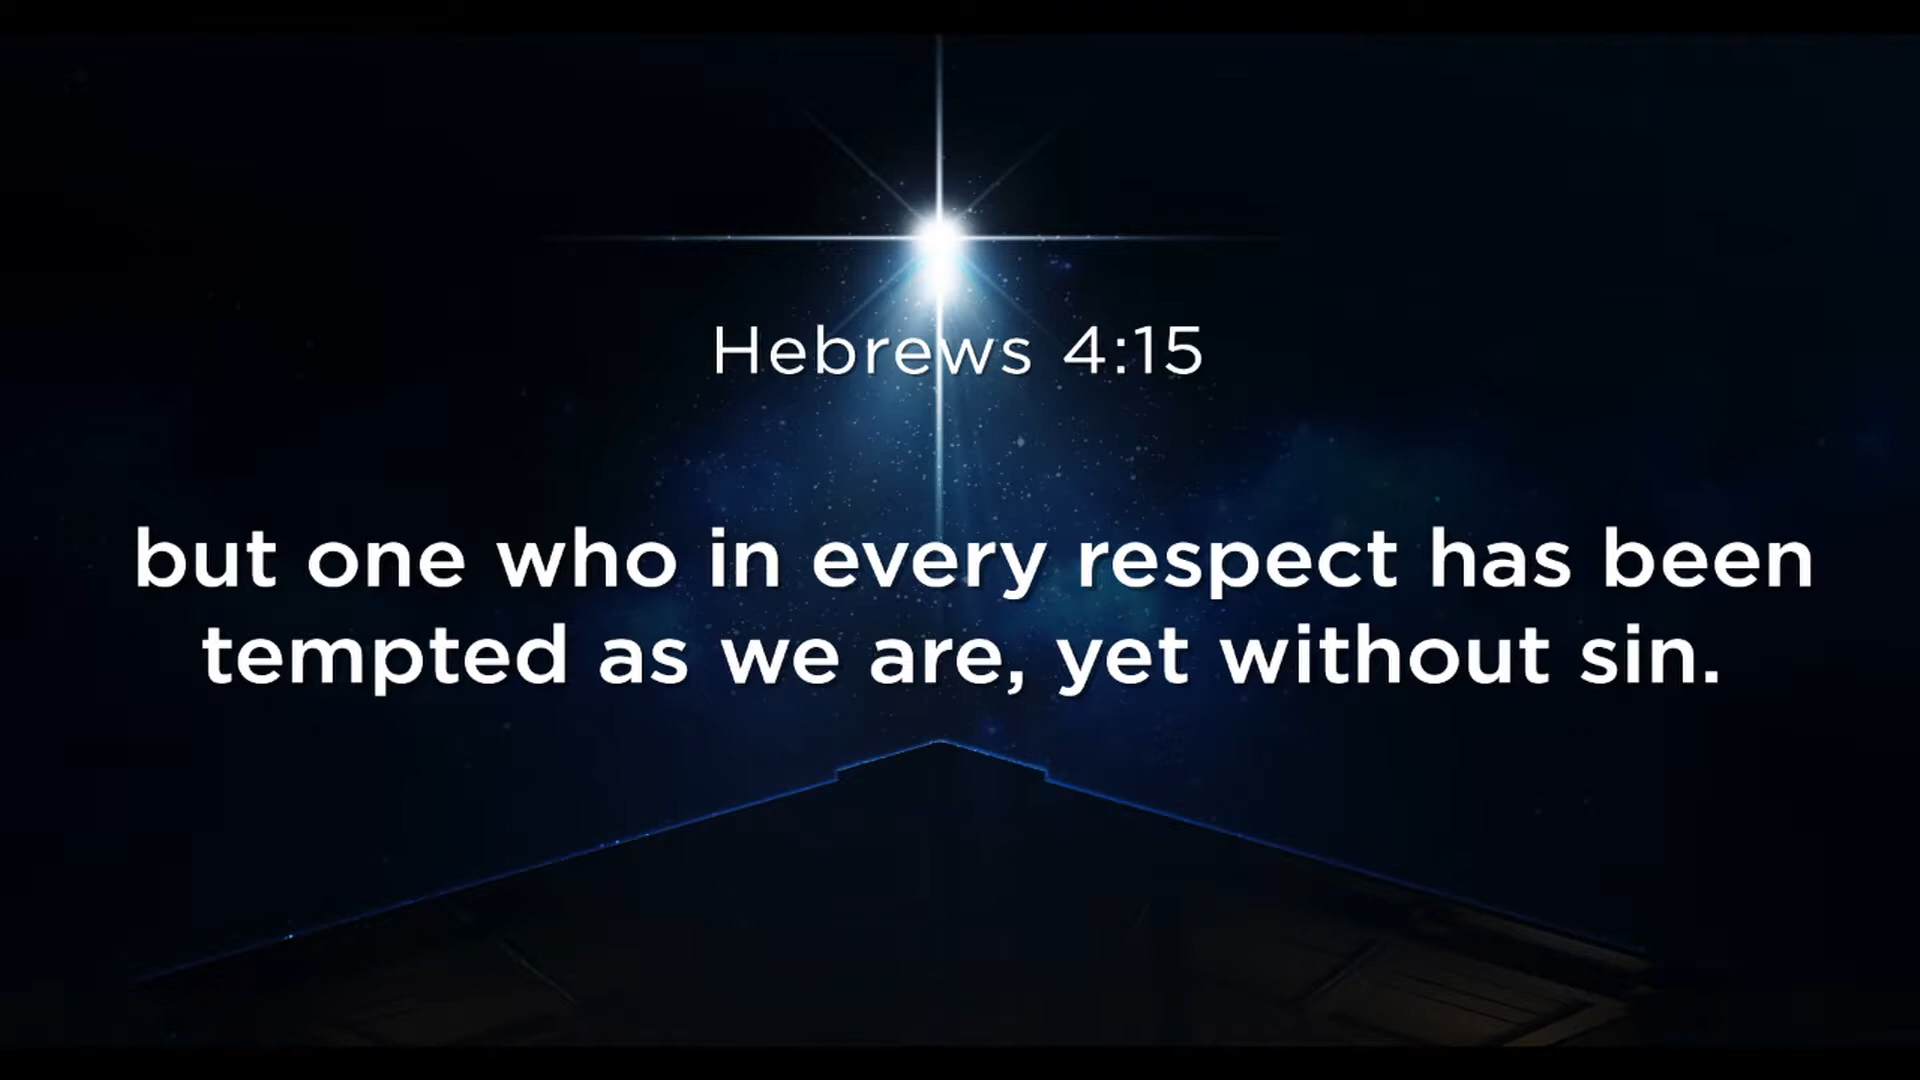 Hebrews 4:15
but one who in every respect has been
tempted as we are, yet without sin.